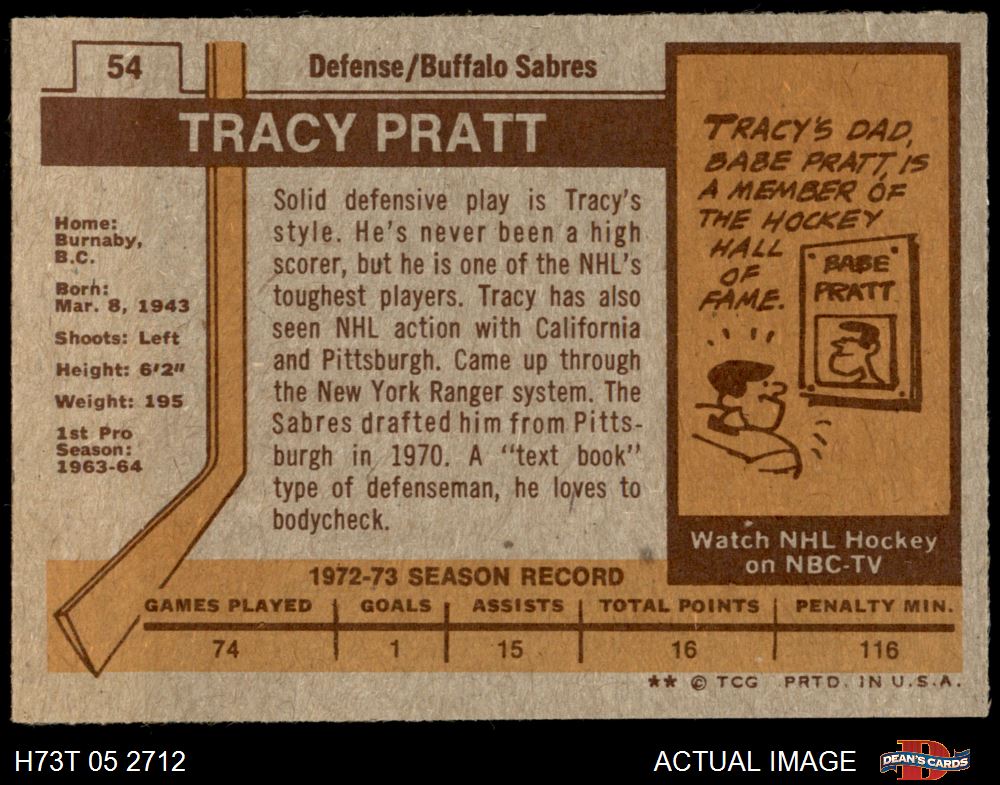 54
Defense/Buffalo Sabres
TRACY PRATT
Home:
Burnaby,
B.C.
Born:
Mar. 8, 1943
Shoots: Left
Height: 6'2"
Weight: 195
1st Pro
Season:
1963-64
Solid defensive play is Tracy's
style. He's never been a high
scorer, but he is one of the NHL's
toughest players. Tracy has also
seen NHL action with California
and Pittsburgh. Came up through
the New York Ranger system. The
Sabres drafted him from Pitts-
burgh in 1970. A "text book"
type of defenseman, he loves to
bodycheck.
TRACY'S DAD,
BABE PRATT, IS
A MEMBER OF
THE HOCKEY
HALL
OF
FAME.
BABE
PRATT
Watch NHL Hockey
on NBC-TV
1972-73 SEASON RECORD
GAMES PLAYED GOALS ASSISTS TOTAL POINTS PENALTY MIN.
74 1 15 16 116
** © TCG PRTD. IN U.S.A.
H73T 05 2712
ACTUAL IMAGE
D
DEAN'S CARDS